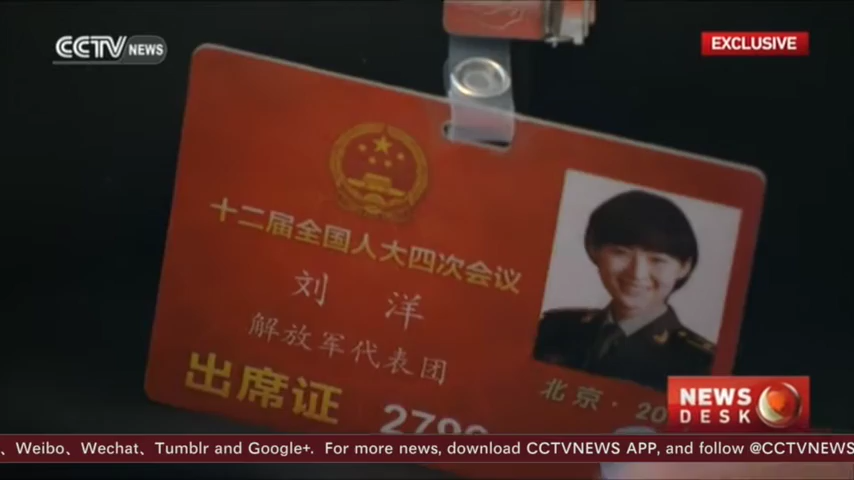 CCTV NEWS
EXCLUSIVE
十二届全国人大四次会议
刘 洋
解放军代表团
出席证
北京·20
NEWS
DESK
、Weibo、Wechat、Tumblr and Google+. For more news, download CCTVNEWS APP, and follow @CCTVNEWS